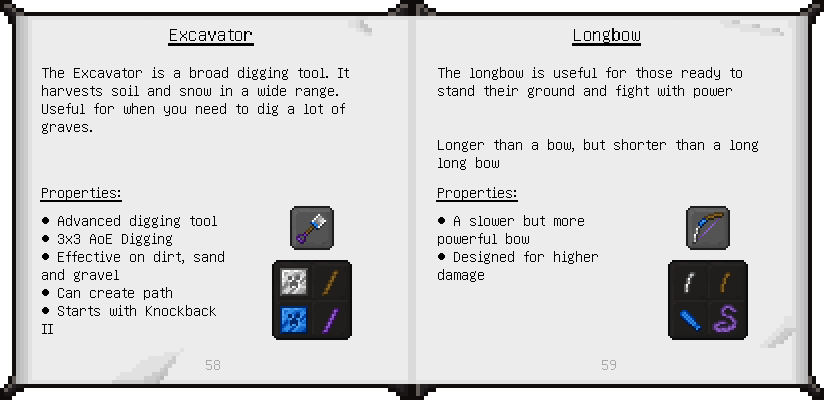 Excavator
The Excavator is a broad digging tool. It
harvests soil and snow in a wide range.
Useful for when you need to dig a lot of
graves.
Properties:
● Advanced digging tool
● 3x3 AoE Digging
● Effective on dirt, sand
and gravel
● Can create path
● Starts with Knockback
II
58
Longbow
The longbow is useful for those ready to
stand their ground and fight with power
Longer than a bow, but shorter than a long
long bow
Properties:
● A slower but more
powerful bow
● Designed for higher
damage
59